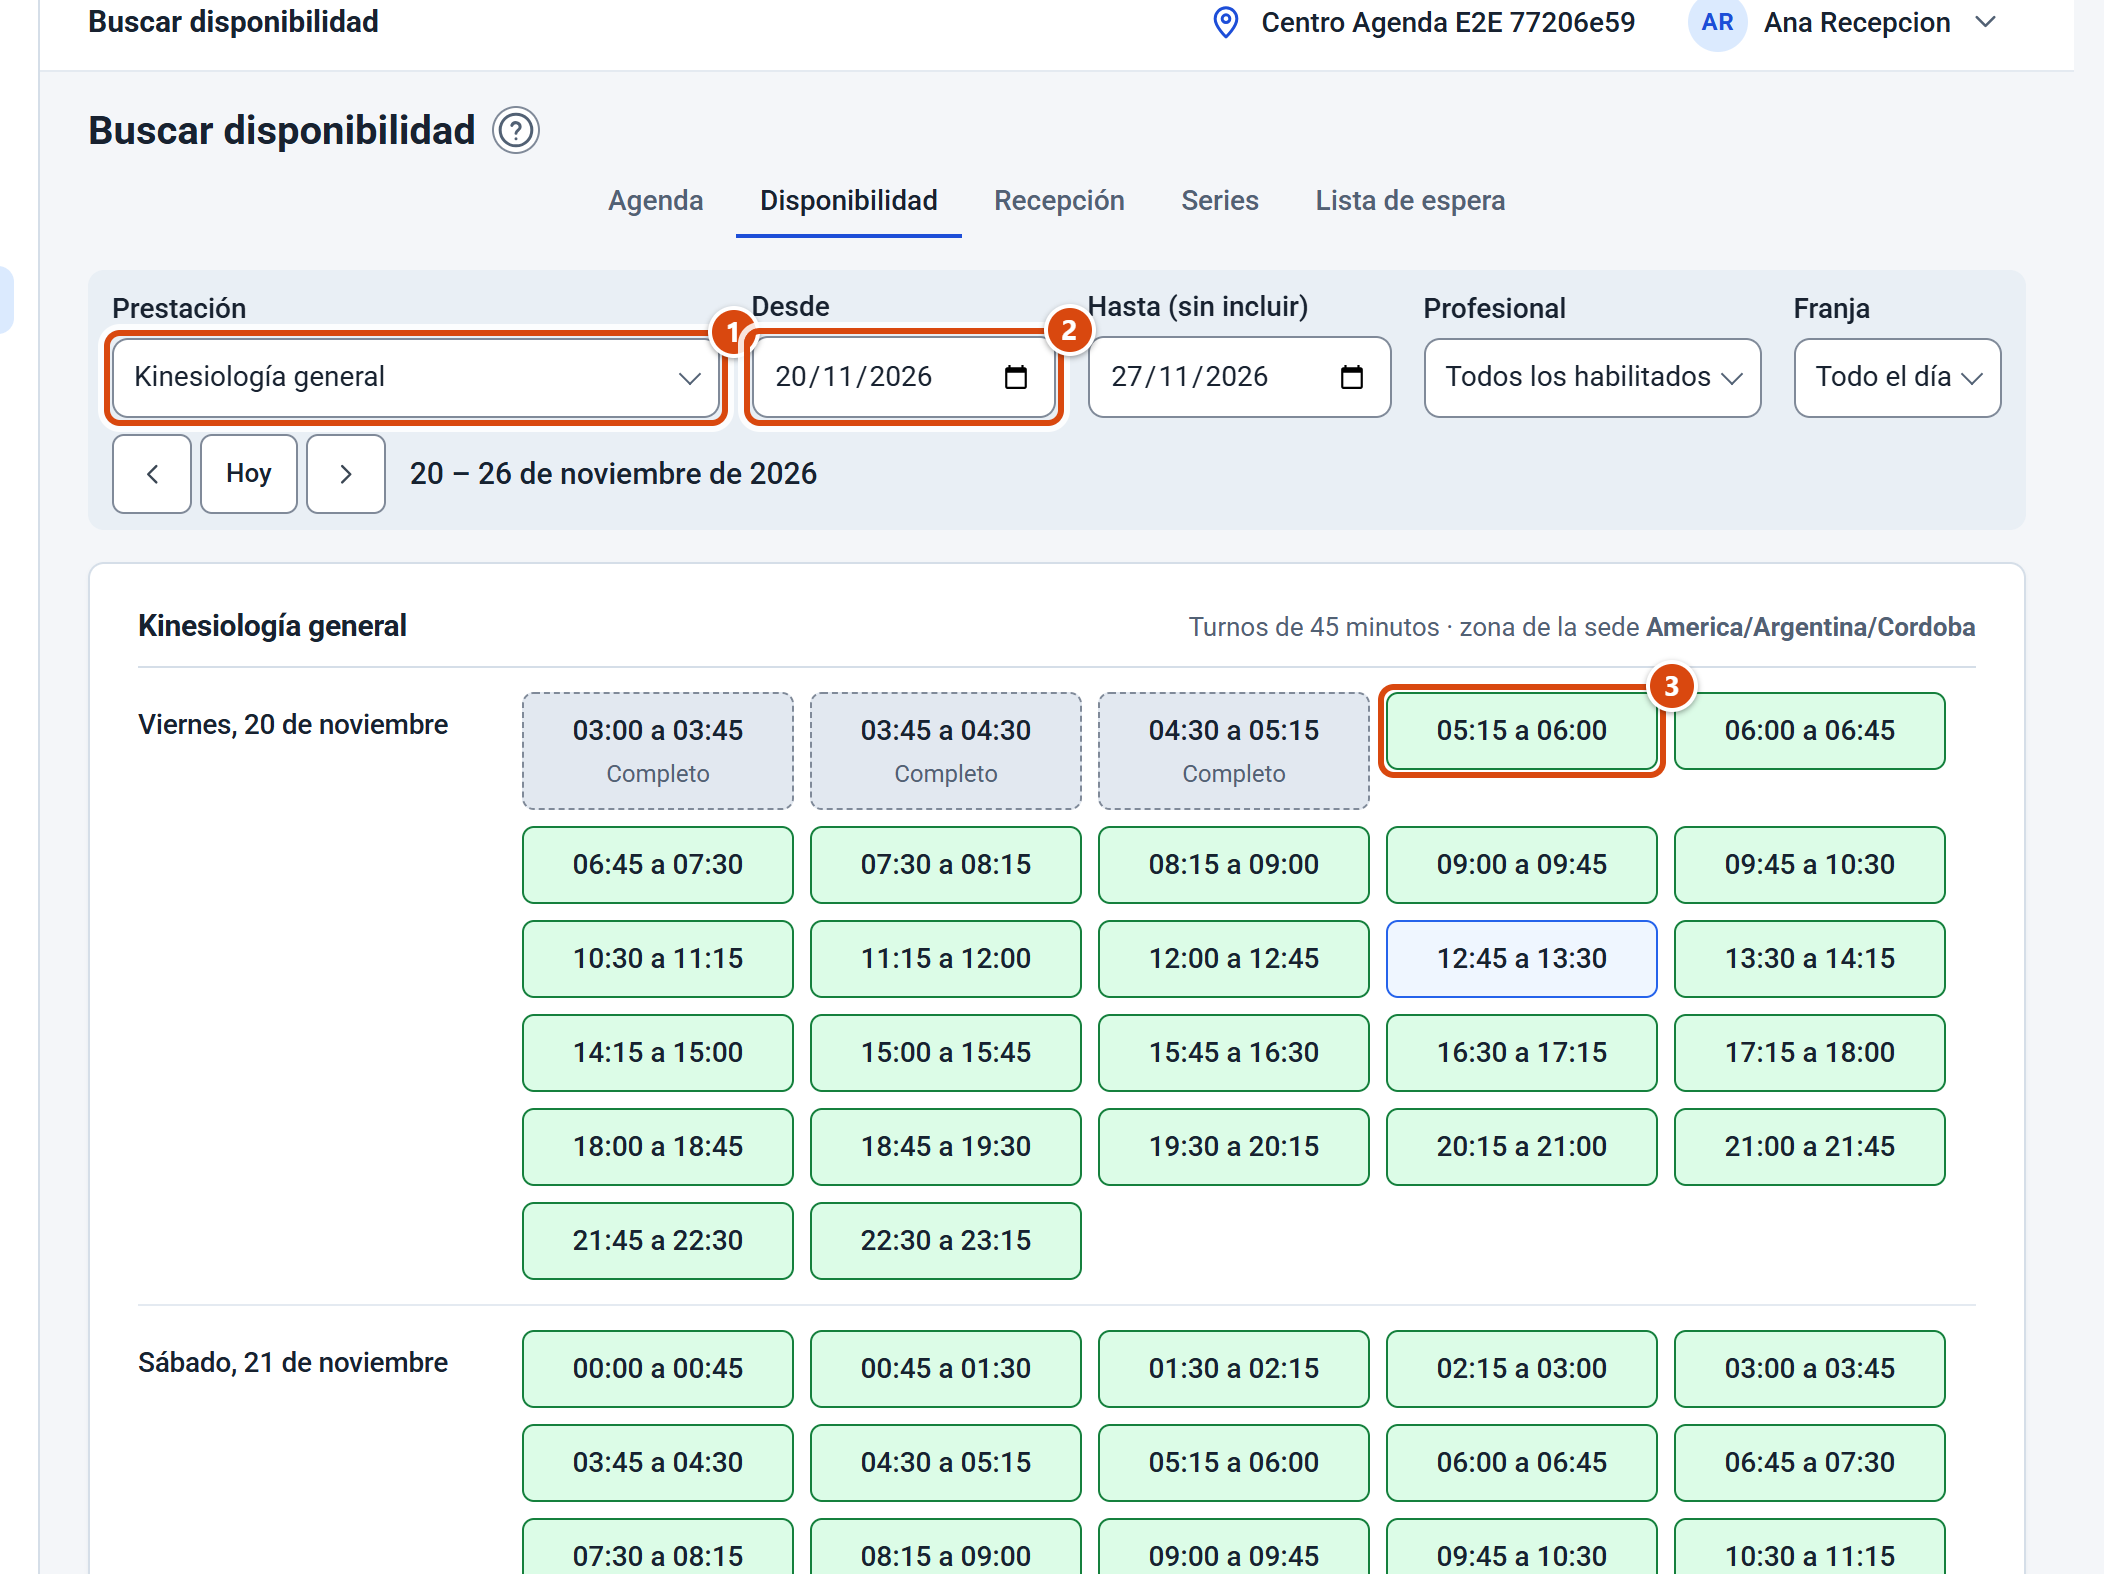 Buscar disponibilidad
Centro Agenda E2E 77206e59
AR
Ana Recepcion
Buscar disponibilidad ?
Agenda
Disponibilidad
Recepción
Series
Lista de espera
Prestación
Desde
Hasta (sin incluir)
Profesional
Franja
1
2
Kinesiología general
20/11/2026
27/11/2026
Todos los habilitados
Todo el día
Hoy
20 – 26 de noviembre de 2026
Kinesiología general
Turnos de 45 minutos · zona de la sede America/Argentina/Cordoba
3
Viernes, 20 de noviembre
03:00 a 03:45
Completo
03:45 a 04:30
Completo
04:30 a 05:15
Completo
05:15 a 06:00
06:00 a 06:45
06:45 a 07:30
07:30 a 08:15
08:15 a 09:00
09:00 a 09:45
09:45 a 10:30
10:30 a 11:15
11:15 a 12:00
12:00 a 12:45
12:45 a 13:30
13:30 a 14:15
14:15 a 15:00
15:00 a 15:45
15:45 a 16:30
16:30 a 17:15
17:15 a 18:00
18:00 a 18:45
18:45 a 19:30
19:30 a 20:15
20:15 a 21:00
21:00 a 21:45
21:45 a 22:30
22:30 a 23:15
Sábado, 21 de noviembre
00:00 a 00:45
00:45 a 01:30
01:30 a 02:15
02:15 a 03:00
03:00 a 03:45
03:45 a 04:30
04:30 a 05:15
05:15 a 06:00
06:00 a 06:45
06:45 a 07:30
07:30 a 08:15
08:15 a 09:00
09:00 a 09:45
09:45 a 10:30
10:30 a 11:15